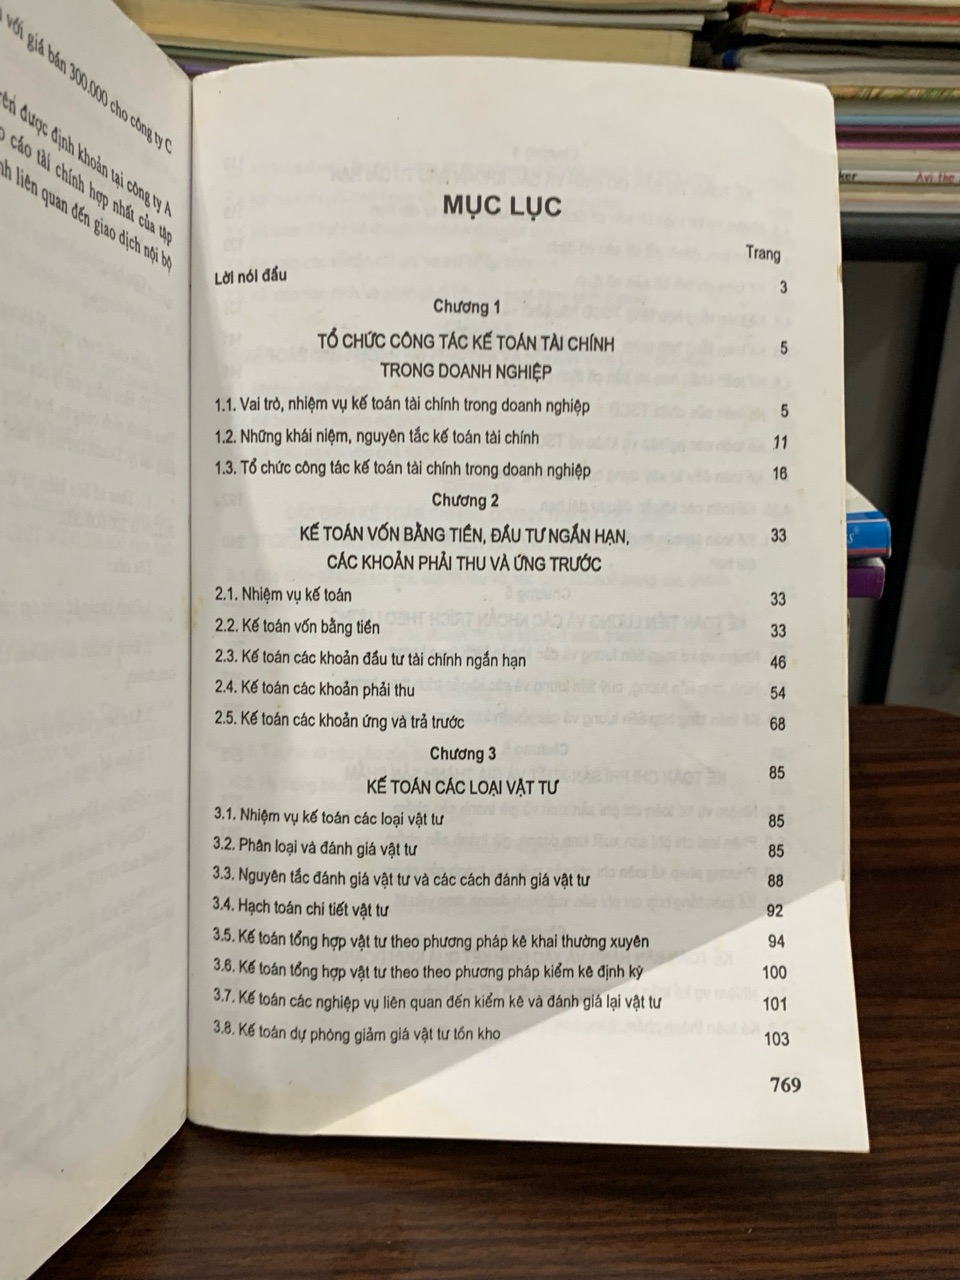 với giá bán 300.000 cho công ty C
được định khoản tại công ty A
cáo tài chính hợp nhất của tập
liên quan đến giao dịch nội bộ
MỤC LỤC
Trang
Lời nói đầu 3
Chương 1
TỔ CHỨC CÔNG TÁC KẾ TOÁN TÀI CHÍNH 5
TRONG DOANH NGHIỆP
1.1. Vai trò, nhiệm vụ kế toán tài chính trong doanh nghiệp 5
1.2. Những khái niệm, nguyên tắc kế toán tài chính 11
1.3. Tổ chức công tác kế toán tài chính trong doanh nghiệp 16
Chương 2
KẾ TOÁN VỐN BẰNG TIỀN, ĐẦU TƯ NGẮN HẠN, 33
CÁC KHOẢN PHẢI THU VÀ ỨNG TRƯỚC
2.1. Nhiệm vụ kế toán 33
2.2. Kế toán vốn bằng tiền 33
2.3. Kế toán các khoản đầu tư tài chính ngắn hạn 46
2.4. Kế toán các khoản phải thu 54
2.5. Kế toán các khoản ứng và trả trước 68
Chương 3
85
KẾ TOÁN CÁC LOẠI VẬT TƯ
3.1. Nhiệm vụ kế toán các loại vật tư 85
3.2. Phân loại và đánh giá vật tư 85
3.3. Nguyên tắc đánh giá vật tư và các cách đánh giá vật tư 88
3.4. Hạch toán chi tiết vật tư 92
3.5. Kế toán tổng hợp vật tư theo phương pháp kê khai thường xuyên 94
3.6. Kế toán tổng hợp vật tư theo theo phương pháp kiểm kê định kỳ 100
3.7. Kế toán các nghiệp vụ liên quan đến kiểm kê và đánh giá lại vật tư 101
3.8. Kế toán dự phòng giảm giá vật tư tồn kho 103
769